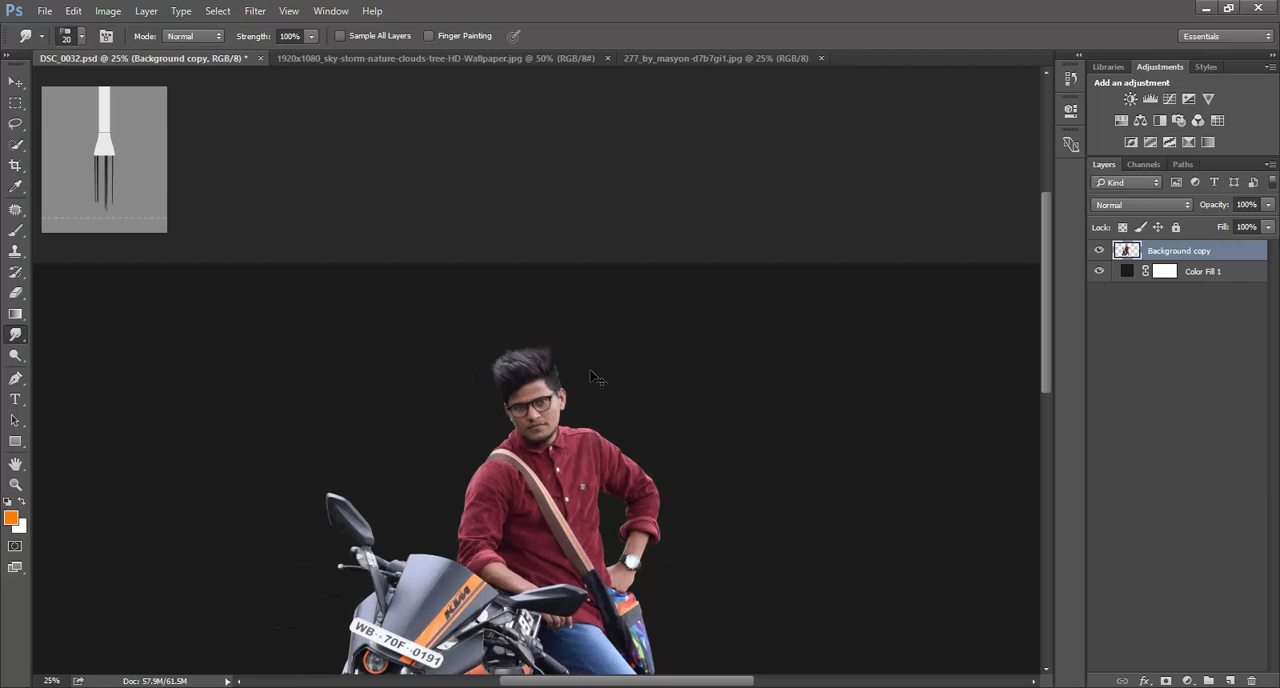 Ps File Edit Image Layer Type Select Filter View Window Help
20 Mode: Normal Strength: 100% Sample All Layers Finger Painting Essentials
DSC_0032.psd @ 25% (Background copy, RGB/8) * × 1920x1080_sky-storm-nature-clouds-tree-HD-Wallpaper.jpg @ 50% (RGB/8#) × 277_by_masyon-d7b7gi1.jpg @ 25% (RGB/8) ×
Libraries Adjustments Styles
Add an adjustment
Layers Channels Paths
Kind
Normal Opacity: 100%
Lock: Fill: 100%
Background copy
Color Fill 1
T
KTM
83
WB 70F 0191
25% Doc: 57.9M/61.5M